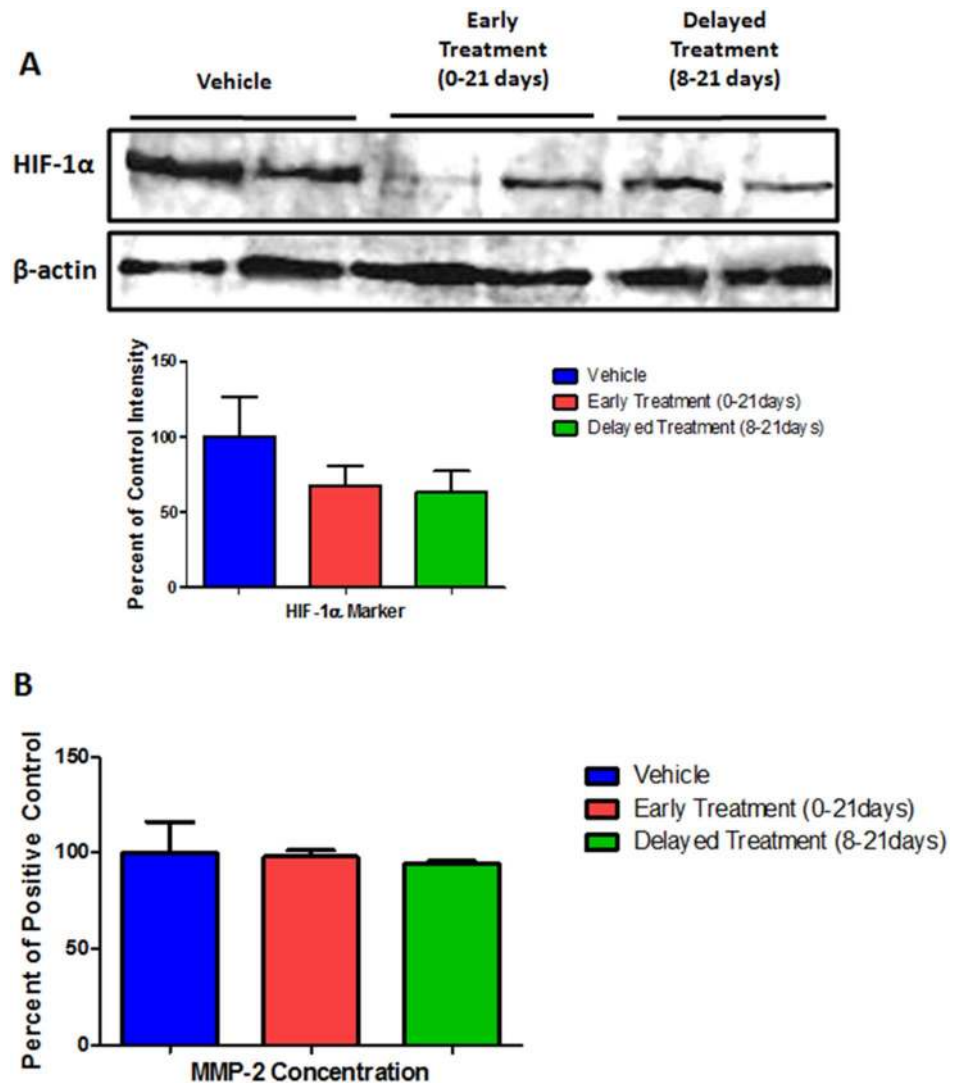 A
Vehicle
Early
Treatment
(0-21 days)
Delayed
Treatment
(8-21 days)
HIF-1α
β-actin
Percent of Control Intensity
150
100
50
0
HIF-1α Marker
Vehicle
Early Treatment (0-21days)
Delayed Treatment (8-21days)
B
Percent of Positive Control
150
100
50
0
MMP-2 Concentration
Vehicle
Early Treatment (0-21days)
Delayed Treatment (8-21days)